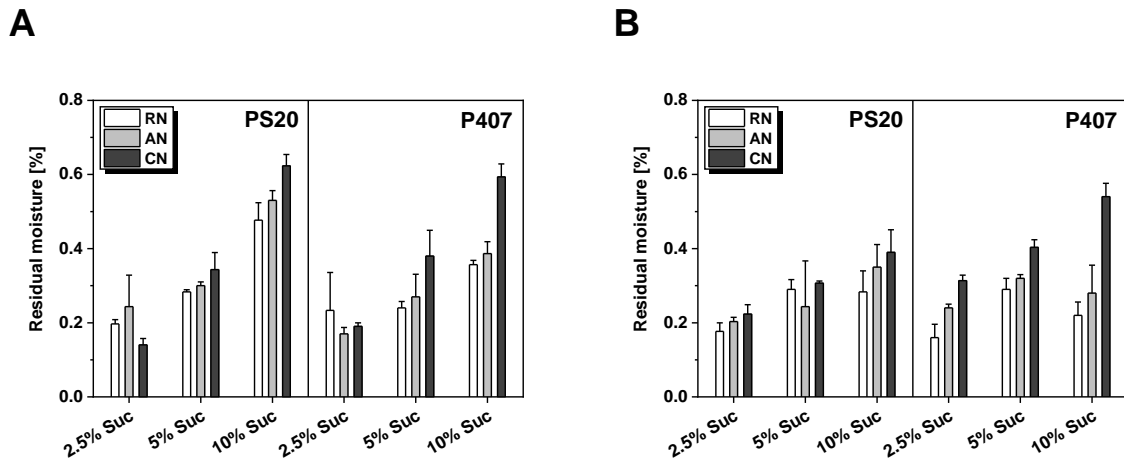 A
Residual moisture [%]
0.8
0.6
0.4
0.2
0.0
RN
AN
CN
PS20
P407
2.5% Suc
5% Suc
10% Suc
2.5% Suc
5% Suc
10% Suc
B
Residual moisture [%]
0.8
0.6
0.4
0.2
0.0
RN
AN
CN
PS20
P407
2.5% Suc
5% Suc
10% Suc
2.5% Suc
5% Suc
10% Suc